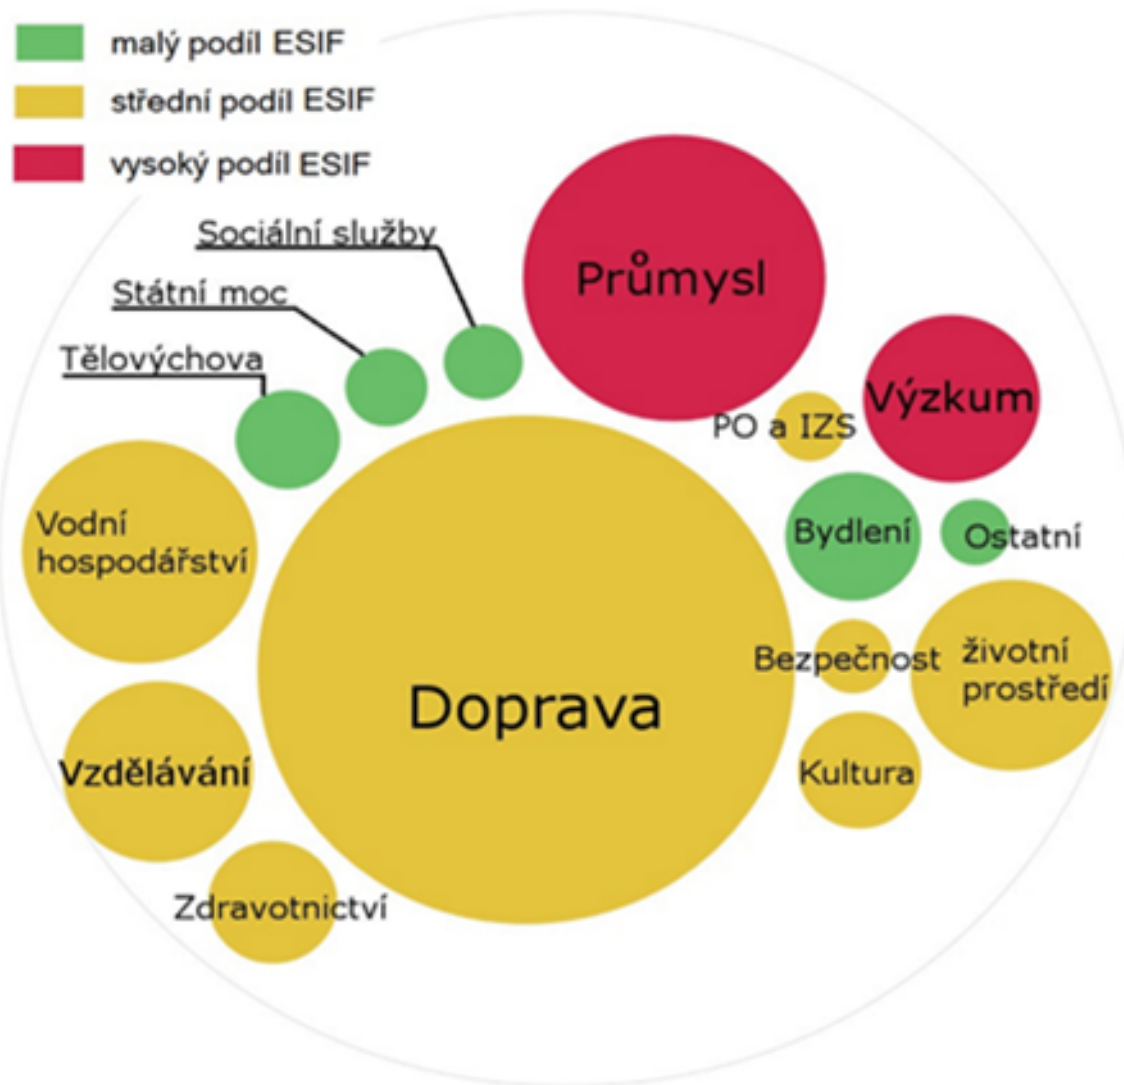 malý podíl ESIF
střední podíl ESIF
vysoký podíl ESIF
Sociální služby
Státní moc
Tělovýchova
Průmysl
Výzkum
PO a IZS
Vodní
hospodářství
Bydlení
Ostatní
Bezpečnost
životní
prostředí
Doprava
Vzdělávání
Kultura
Zdravotnictví